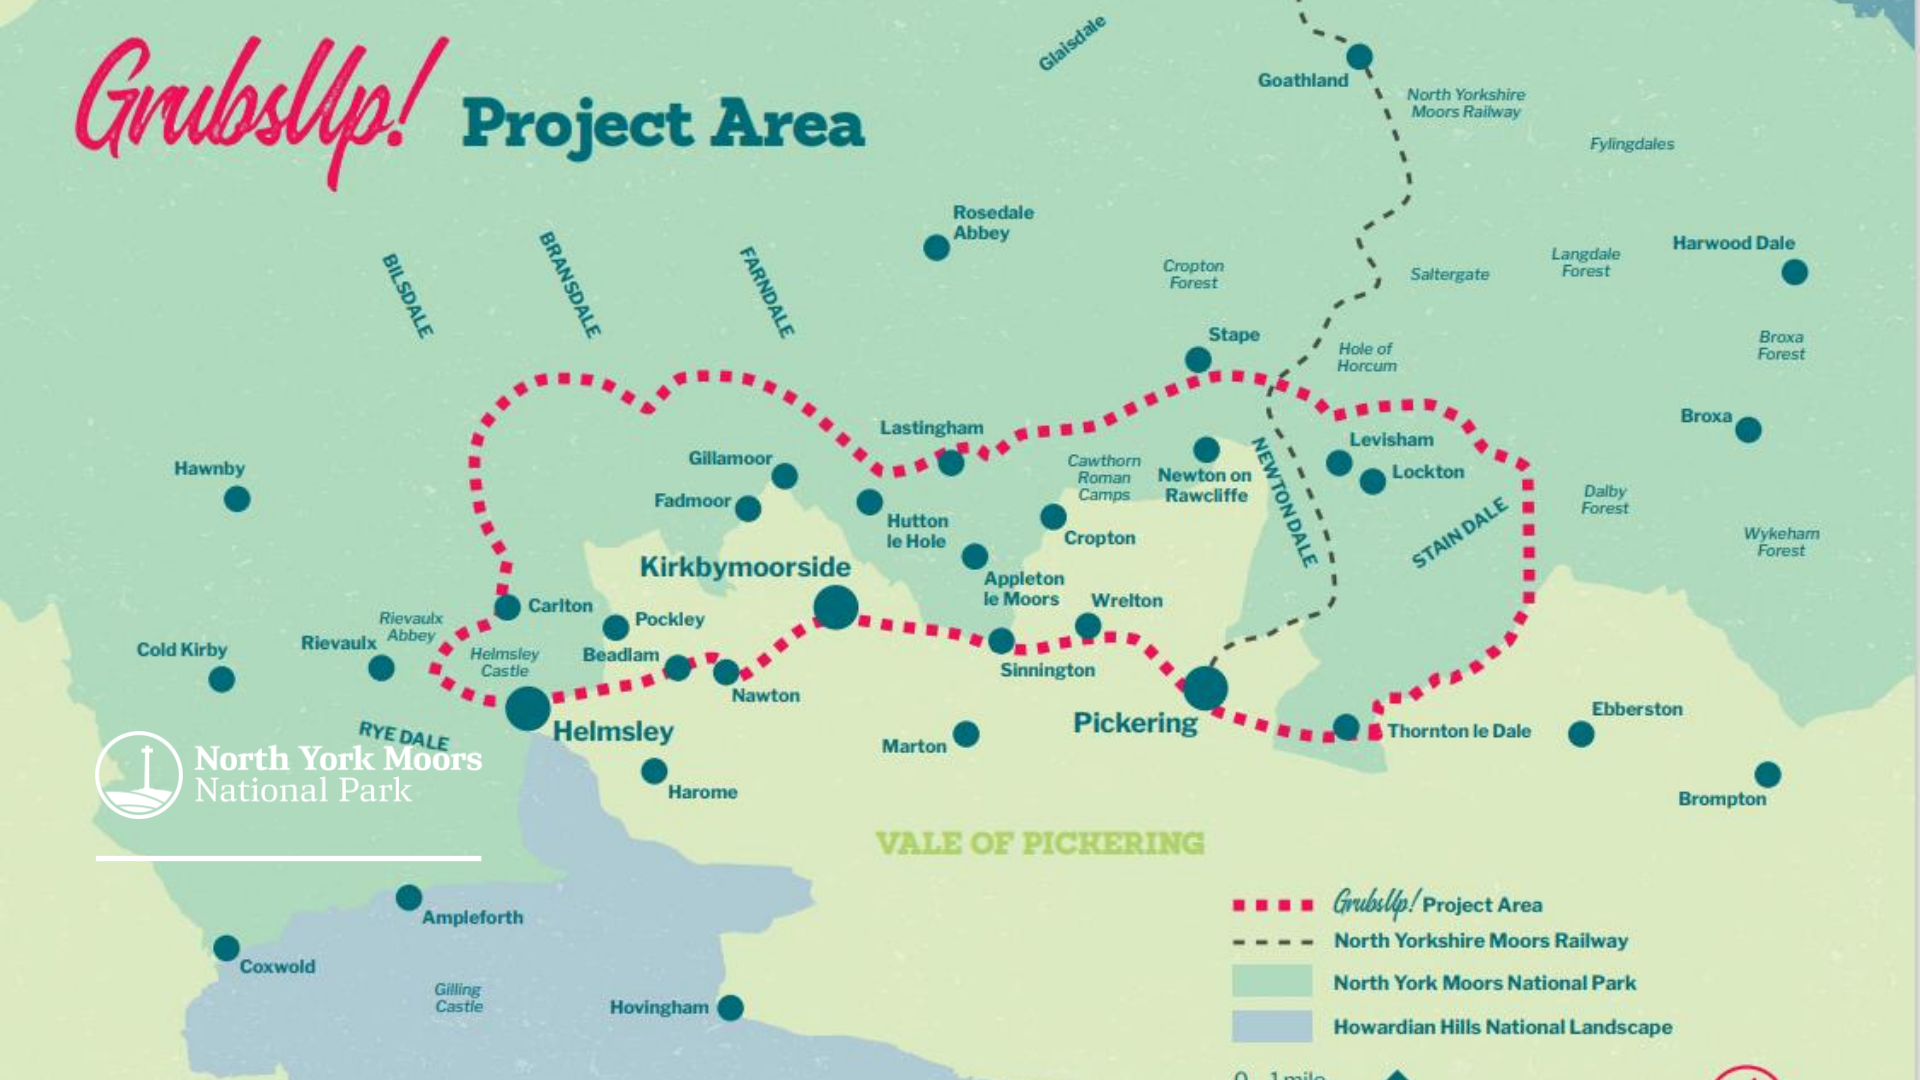 GrubsUp! Project Area
Glaisdale
Goathland
North Yorkshire
Moors Railway
Fylingdales
Rosedale
Abbey
BILSDALE
BRANSDALE
FARNDALE
Cropton
Forest
Saltergate
Langdale
Forest
Harwood Dale
Stape
Hole of
Horcum
Broxa
Forest
Broxa
Lastingham
Levisham
Lockton
Hawnby
Gillamoor
Fadmoor
Hutton
le Hole
Cawthorn
Roman
Camps
Newton on
Rawcliffe
NEWTON DALE
STAIN DALE
Dalby
Forest
Wykeham
Forest
Cropton
Kirkbymoorside
Appleton
le Moors
Wrelton
Carlton
Pockley
Rievaulx
Abbey
Rievaulx
Cold Kirby
Helmsley
Castle
Beadlam
Nawton
Sinnington
Helmsley
RYE DALE
Pickering
Marton
Thornton le Dale
Ebberston
Harome
Brompton
North York Moors
National Park
VALE OF PICKERING
Ampleforth
Coxwold
Gilling
Castle
Hovingham
GrubsUp! Project Area
North Yorkshire Moors Railway
North York Moors National Park
Howardian Hills National Landscape
0 1 mile